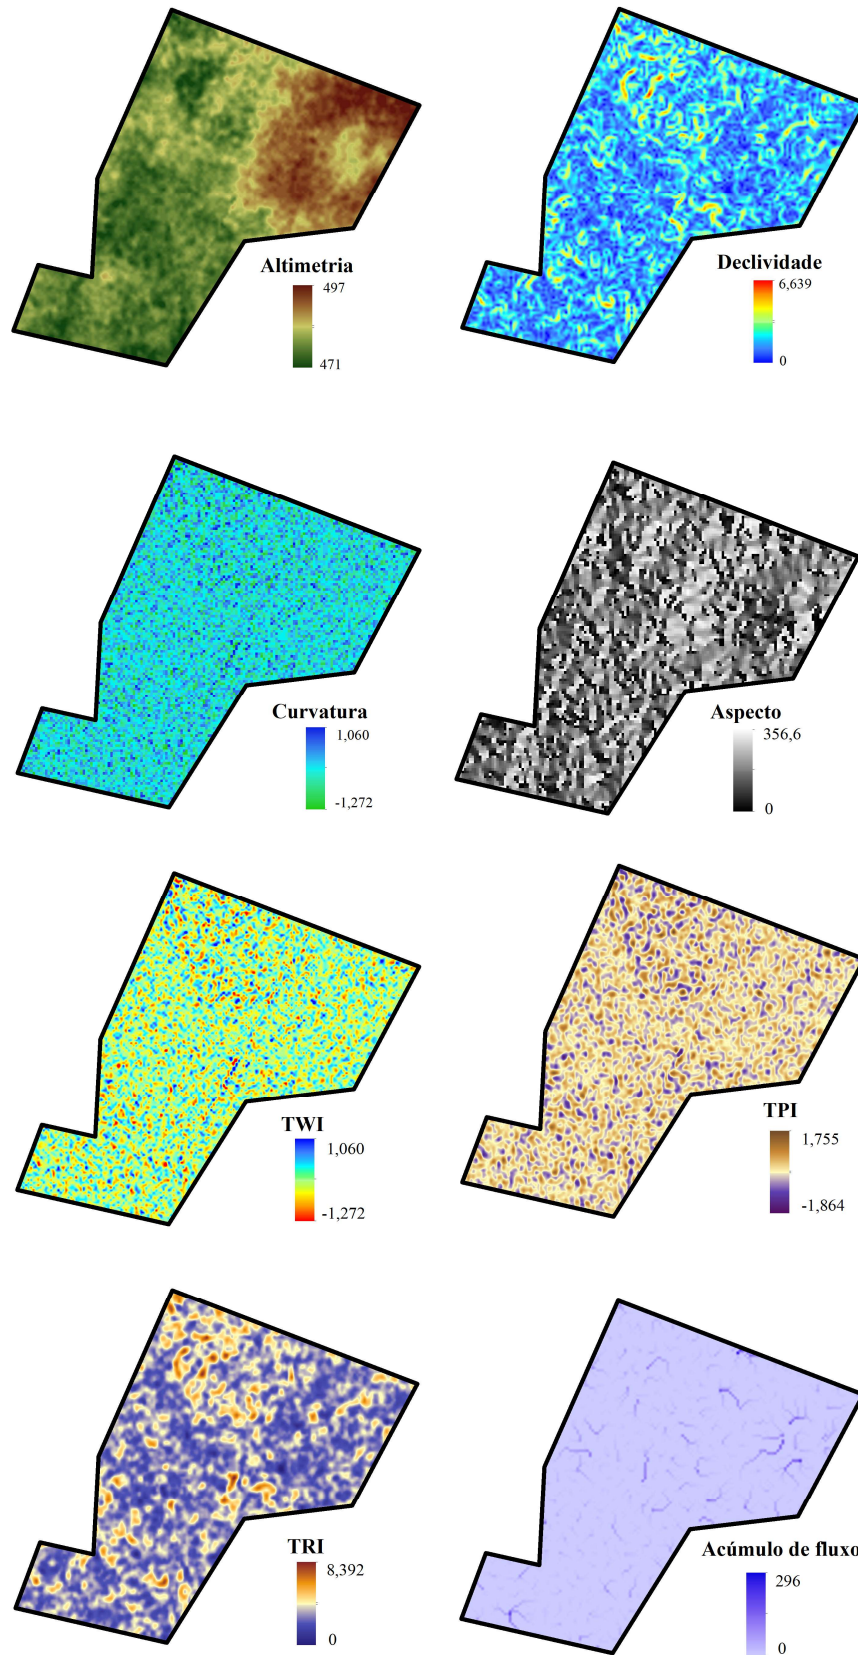 Altimetria
497
471
Declividade
6,639
0
Curvatura
1,060
-1,272
Aspecto
356,6
0
TWI
1,060
-1,272
TPI
1,755
-1,864
TRI
8,392
0
Acúmulo de fluxo
296
0